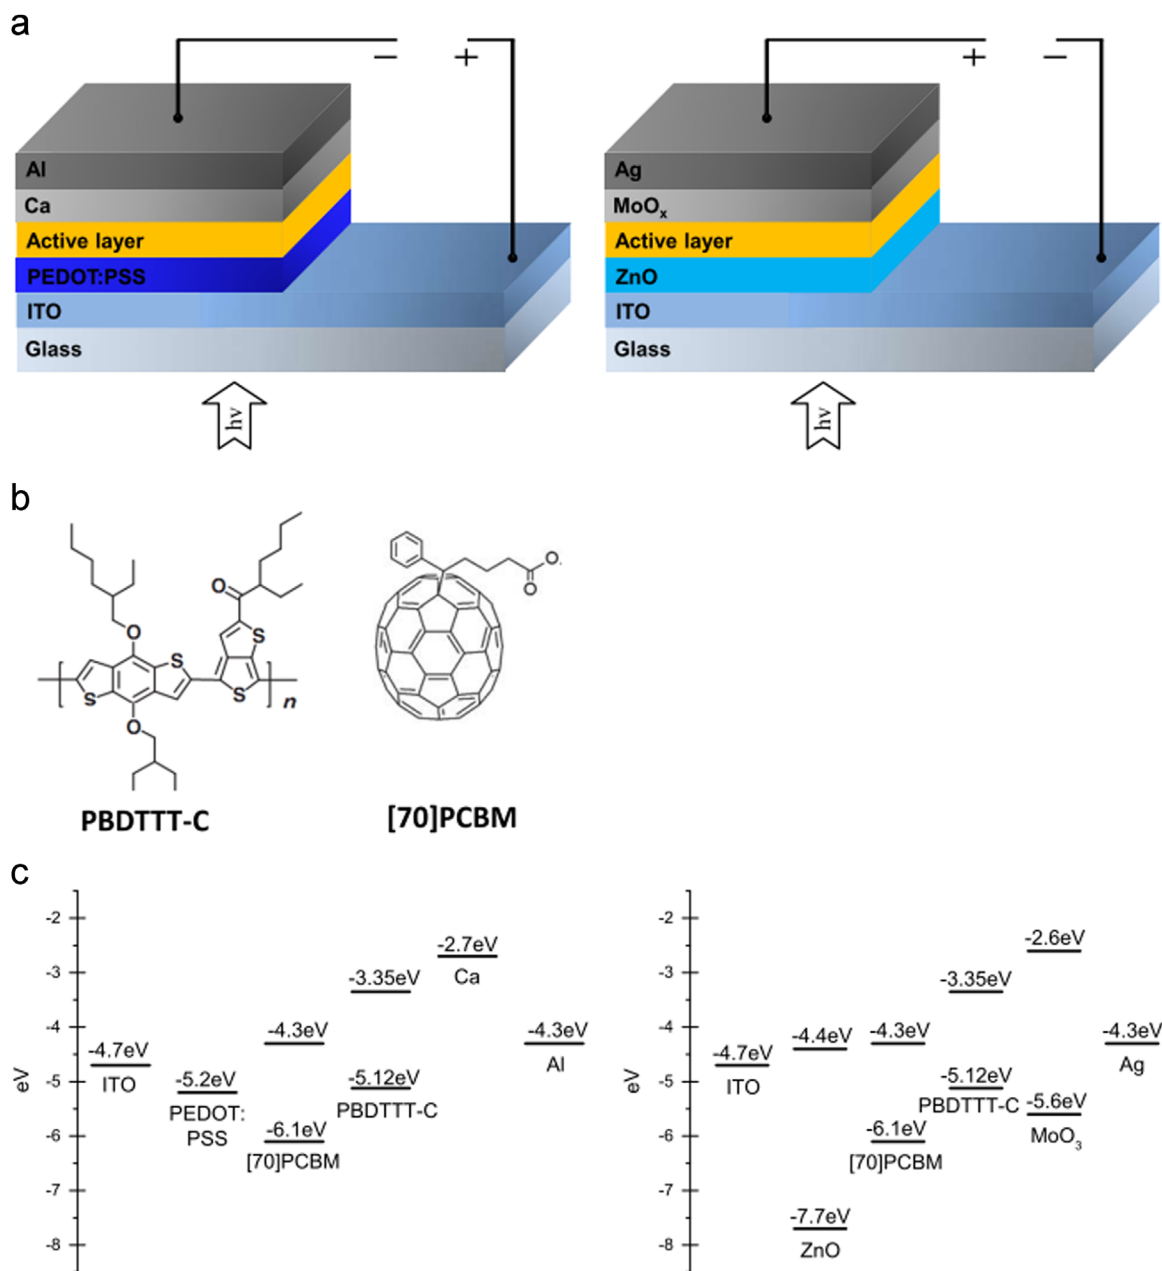 a
− +
Al
Ca
Active layer
PEDOT:PSS
ITO
Glass
hν
+ −
Ag
MoOₓ
Active layer
ZnO
ITO
Glass
hν
b
O
O
O
S
S
S
S
n
PBDTTT-C
O.
O
[70]PCBM
c
eV
-2
-3
-4
-5
-6
-7
-8
-4.7eV
ITO
-5.2eV
PEDOT:
PSS
-4.3eV
-6.1eV
[70]PCBM
-3.35eV
-5.12eV
PBDTTT-C
-2.7eV
Ca
-4.3eV
Al
eV
-2
-3
-4
-5
-6
-7
-8
-4.7eV
ITO
-4.4eV
-7.7eV
ZnO
-4.3eV
-6.1eV
[70]PCBM
-3.35eV
-5.12eV
PBDTTT-C
-2.6eV
-5.6eV
MoO₃
-4.3eV
Ag